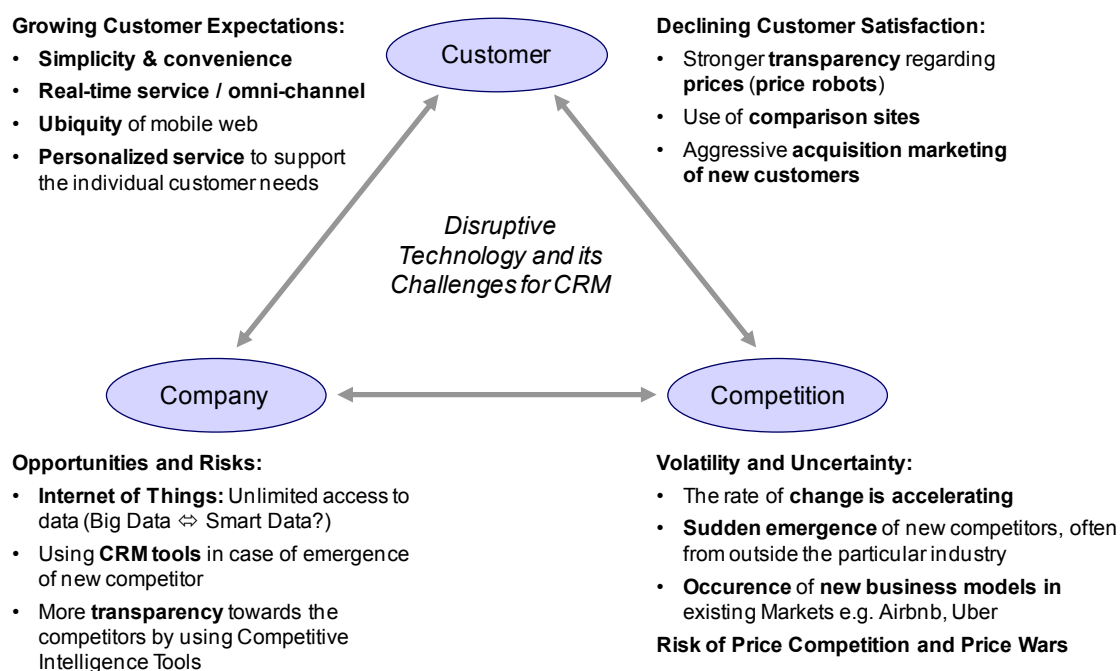 Growing Customer Expectations:
• Simplicity & convenience
• Real-time service / omni-channel
• Ubiquity of mobile web
• Personalized service to support
the individual customer needs
Customer
Declining Customer Satisfaction:
• Stronger transparency regarding
prices (price robots)
• Use of comparison sites
• Aggressive acquisition marketing
of new customers
Disruptive
Technology and its
Challenges for CRM
Company
Competition
Opportunities and Risks:
• Internet of Things: Unlimited access to
data (Big Data ⇔ Smart Data?)
• Using CRM tools in case of emergence
of new competitor
• More transparency towards the
competitors by using Competitive
Intelligence Tools
Volatility and Uncertainty:
• The rate of change is accelerating
• Sudden emergence of new competitors, often
from outside the particular industry
• Occurence of new business models in
existing Markets e.g. Airbnb, Uber
Risk of Price Competition and Price Wars